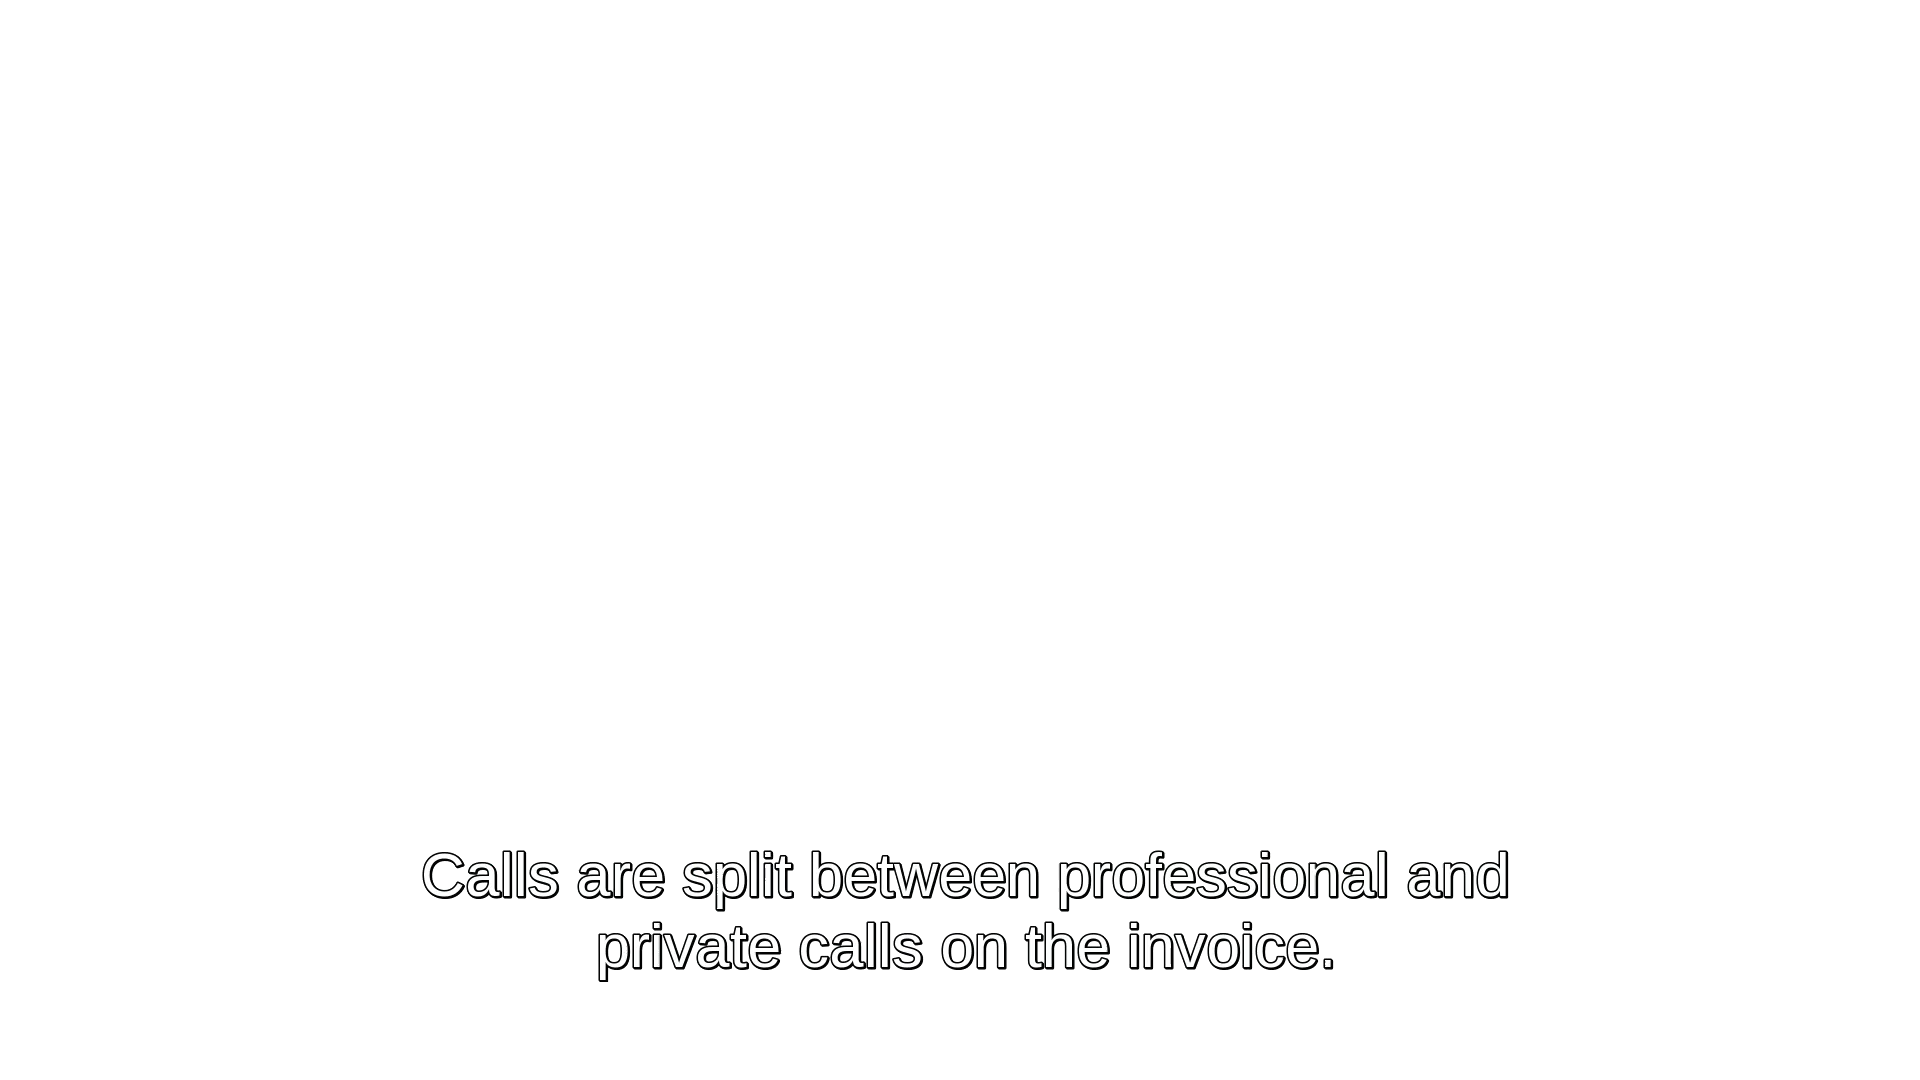 Calls are split between professional and
private calls on the invoice.